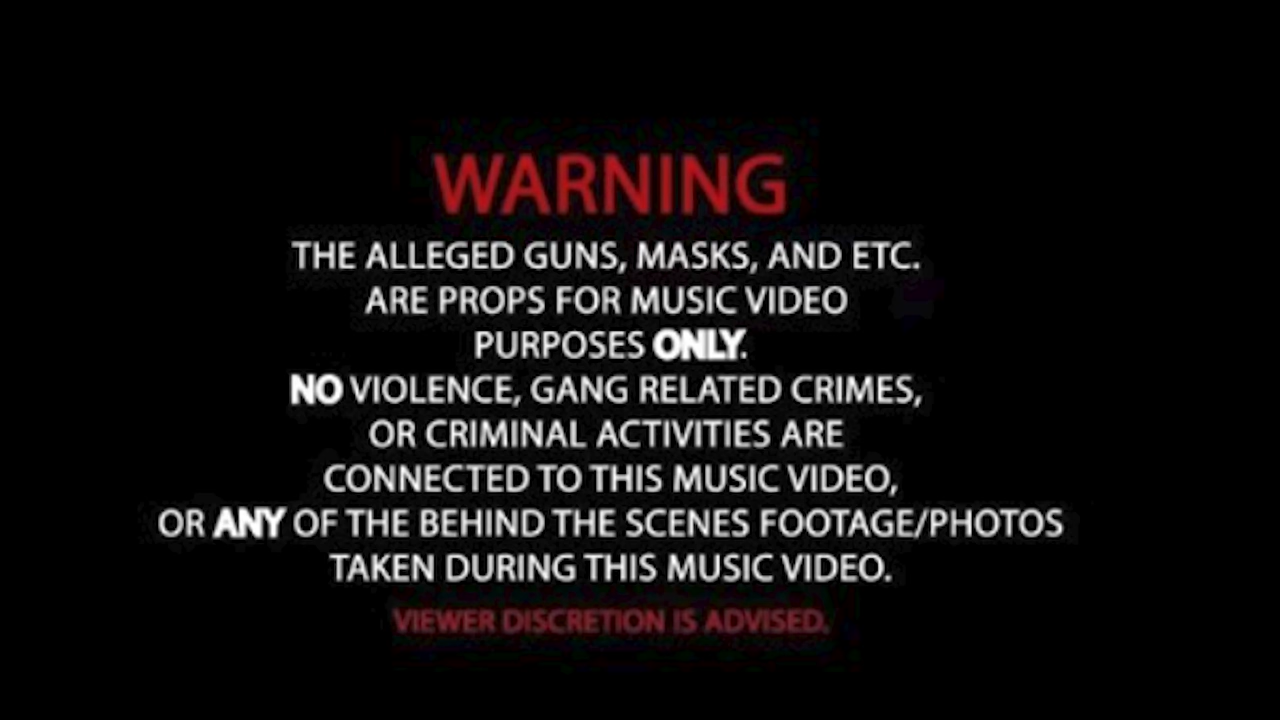 WARNING
THE ALLEGED GUNS, MASKS, AND ETC.
ARE PROPS FOR MUSIC VIDEO
PURPOSES ONLY.
NO VIOLENCE, GANG RELATED CRIMES,
OR CRIMINAL ACTIVITIES ARE
CONNECTED TO THIS MUSIC VIDEO,
OR ANY OF THE BEHIND THE SCENES FOOTAGE/PHOTOS
TAKEN DURING THIS MUSIC VIDEO.
VIEWER DISCRETION IS ADVISED.